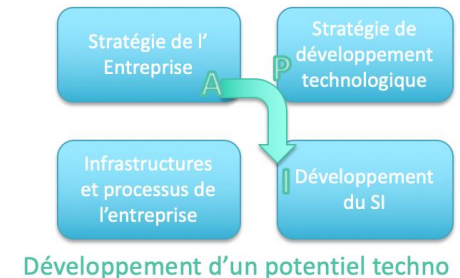 Stratégie de l'
Entreprise
A
Stratégie de
développement
technologique
P
Infrastructures
et processus de
l'entreprise
I
Développement
du SI
Développement d'un potentiel techno